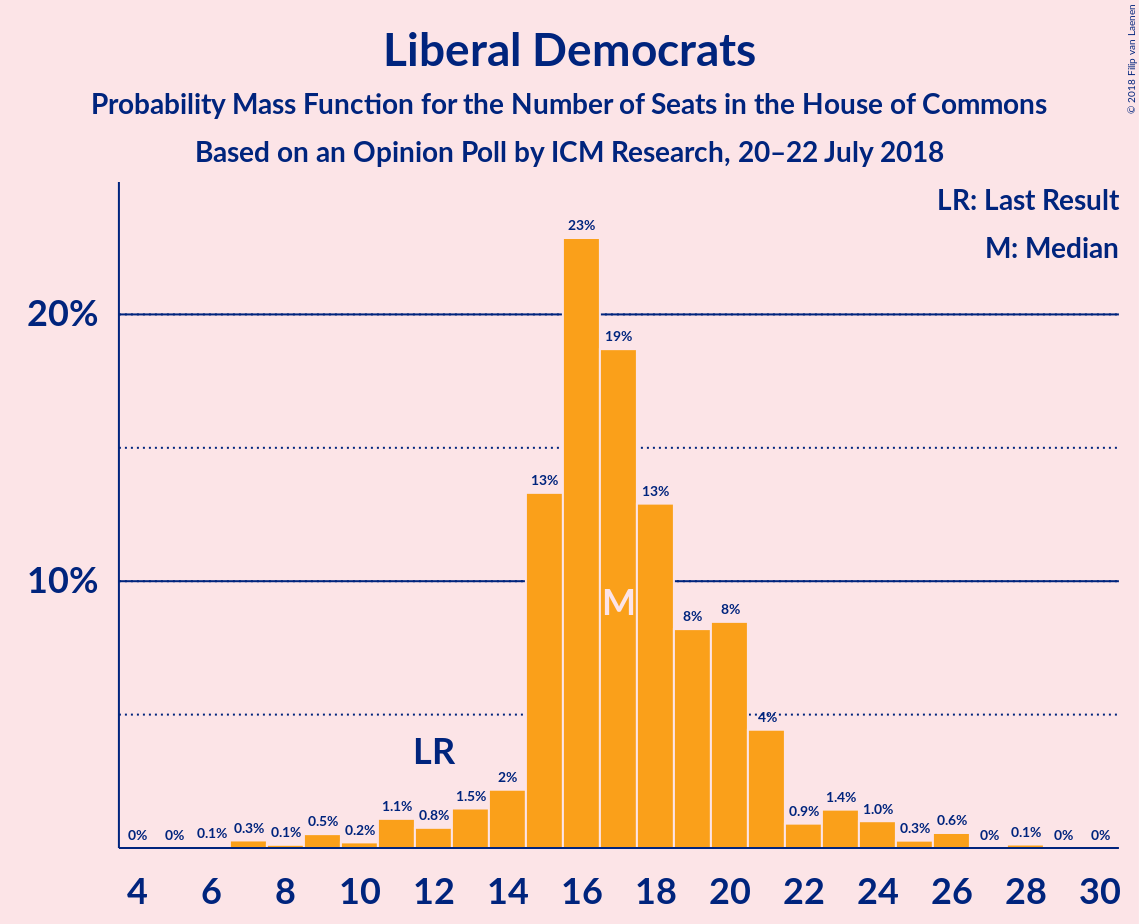 Liberal Democrats
Probability Mass Function for the Number of Seats in the House of Commons
Based on an Opinion Poll by ICM Research, 20–22 July 2018
© 2018 Filip van Laenen
LR: Last Result
M: Median
20%
10%
0% 0% 0.1% 0.3% 0.1% 0.5% 0.2% 1.1% 0.8% 1.5% 2% 13% 23% 19% 13% 8% 8% 4% 0.9% 1.4% 1.0% 0.3% 0.6% 0% 0.1% 0% 0%
M
LR
4 6 8 10 12 14 16 18 20 22 24 26 28 30